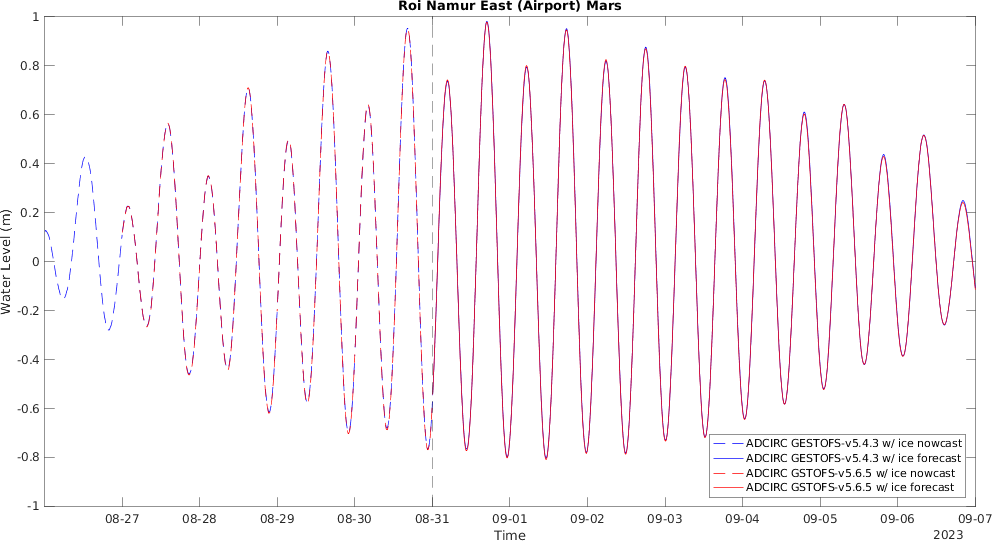 Roi Namur East (Airport) Mars
Water Level (m)
1
0.8
0.6
0.4
0.2
0
-0.2
-0.4
-0.6
-0.8
-1
ADCIRC GESTOFS-v5.4.3 w/ ice nowcast
ADCIRC GESTOFS-v5.4.3 w/ ice forecast
ADCIRC GSTOFS-v5.6.5 w/ ice nowcast
ADCIRC GSTOFS-v5.6.5 w/ ice forecast
08-27 08-28 08-29 08-30 08-31 09-01 09-02 09-03 09-04 09-05 09-06 09-07
Time
2023